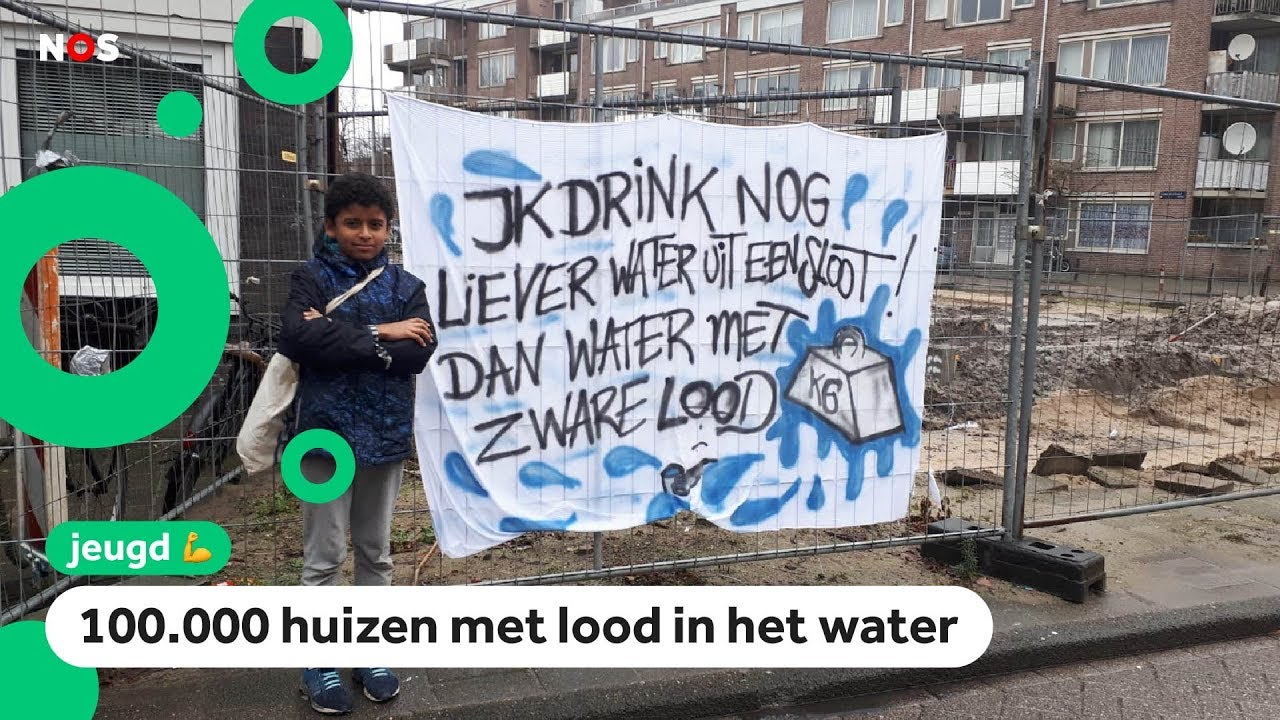 NOS
IK DRINK NOG
LIEVER WATER UIT EEN SLOOT!
DAN WATER MET
ZWARE LOOD
KG
jeugd 💪
100.000 huizen met lood in het water